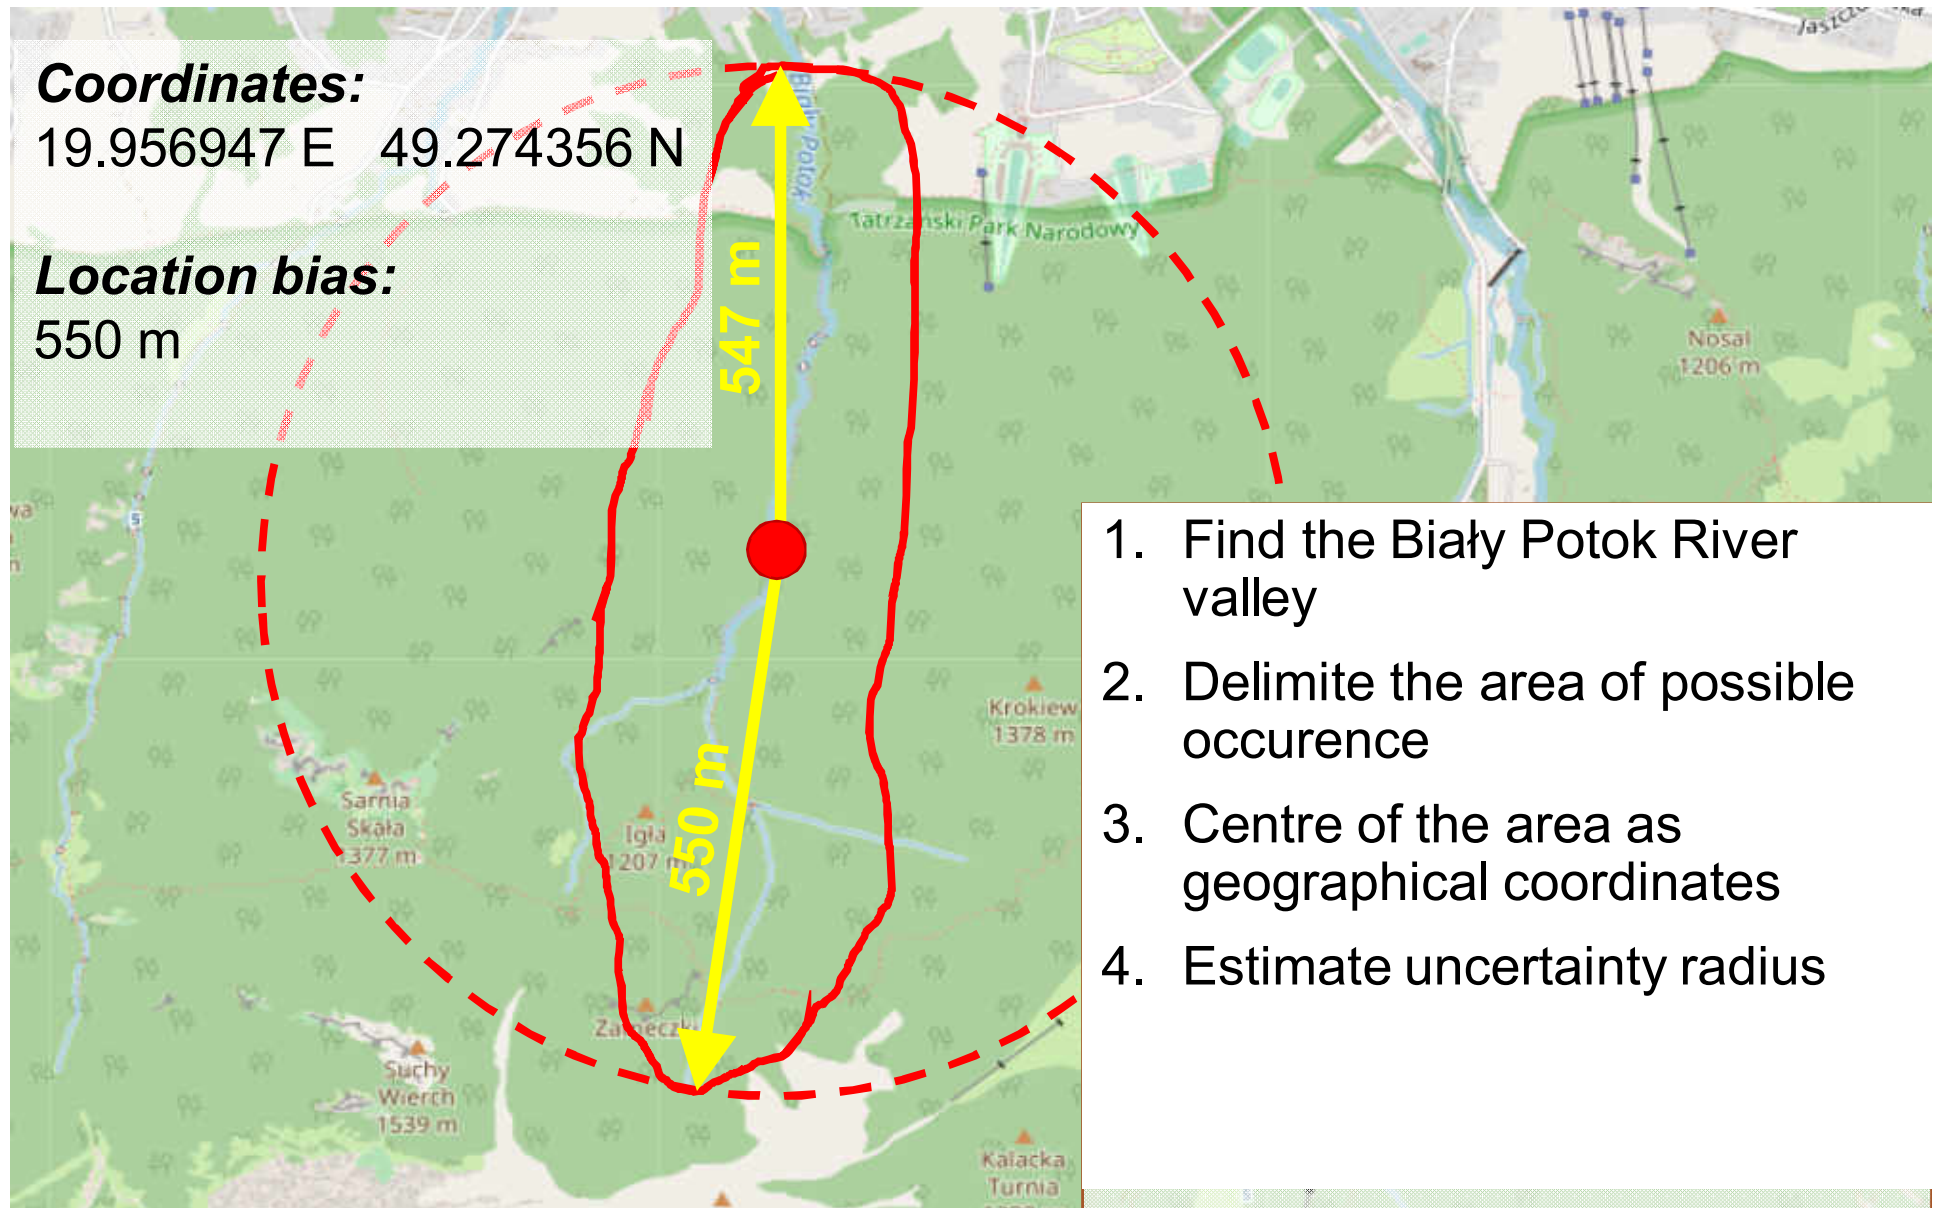 Coordinates:
19.956947 E 49.274356 N
Location bias:
550 m
547 m
550 m
Biały Potok
Tatrzański Park Narodowy
Nosal
1206 m
Krokiew
1378 m
Sarnia
Skała
1377 m
Igła
1207 m
Suchy
Wierch
1539 m
Kalacka
Turnia
1. Find the Biały Potok River
valley
2. Delimite the area of possible
occurence
3. Centre of the area as
geographical coordinates
4. Estimate uncertainty radius